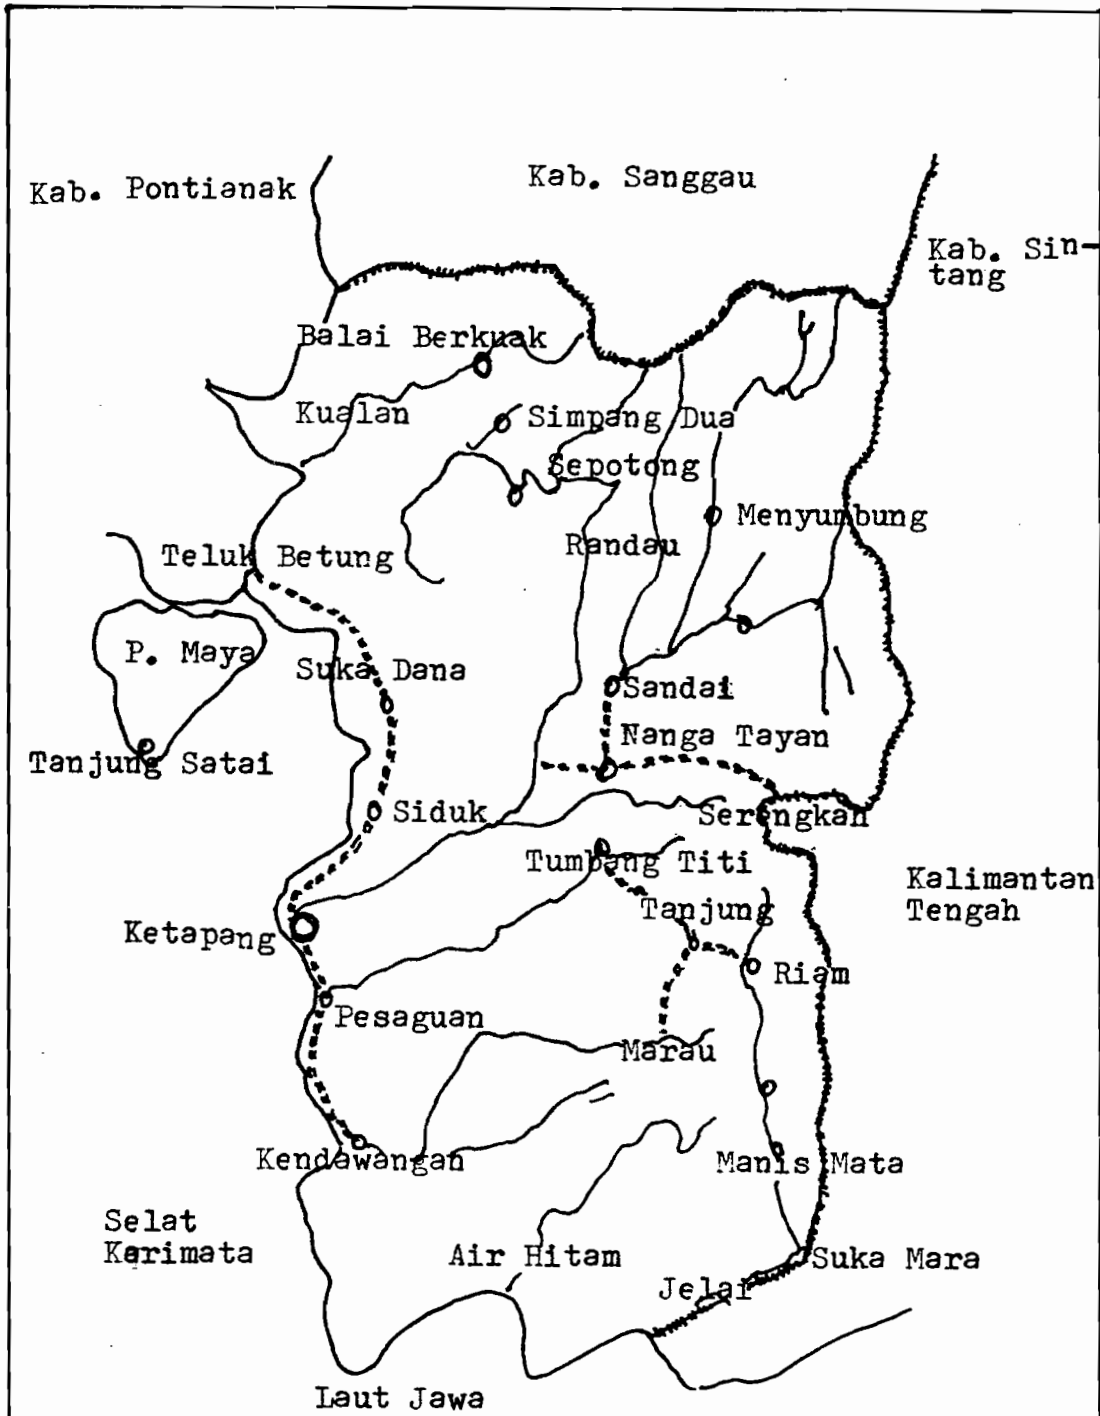 Kab. Pontianak
Kab. Sanggau
Kab. Sin-
tang
Balai Berkuak
Kualan
Simpang Dua
Sepotong
Menyumbung
Randau
Teluk Betung
P. Maya
Suka Dana
Sandai
Nanga Tayan
Tanjung Satai
Siduk
Serengkah
Tumbang Titi
Kalimantan
Tengah
Tanjung
Ketapang
Riam
Pesaguan
Marau
Kendawangan
Manis Mata
Selat
Karimata
Air Hitam
Suka Mara
Jelai
Laut Jawa